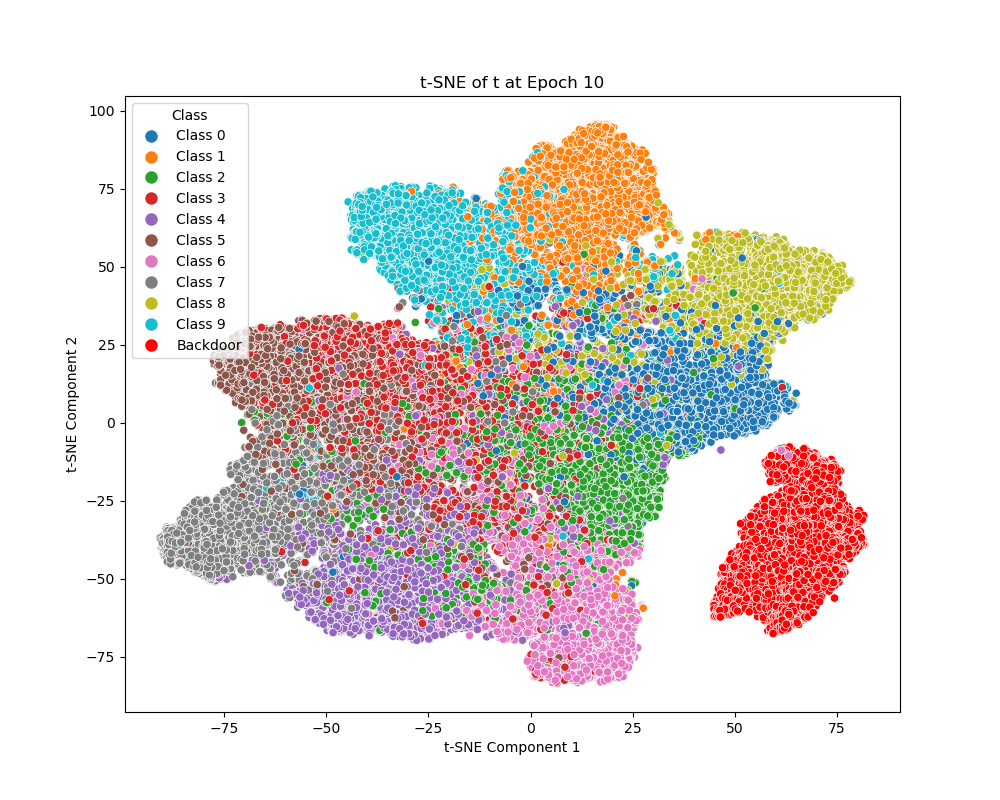 t-SNE of t at Epoch 10
Class
Class 0
Class 1
Class 2
Class 3
Class 4
Class 5
Class 6
Class 7
Class 8
Class 9
Backdoor
100
75
50
25
0
−25
−50
−75
t-SNE Component 2
−75
−50
−25
0
25
50
75
t-SNE Component 1